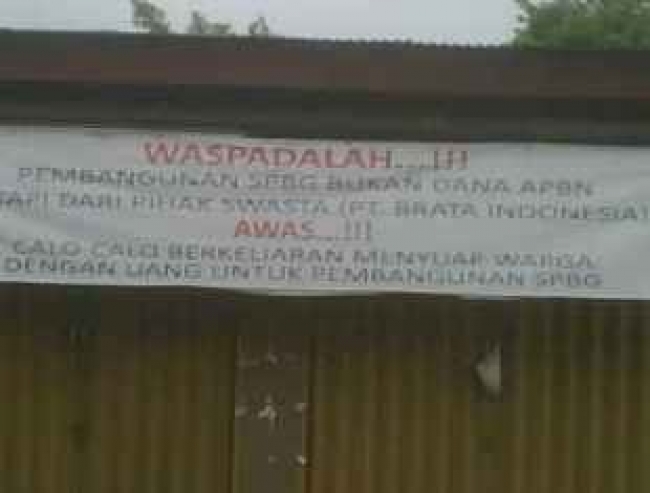 WASPADALAH....!!!
PEMBANGUNAN SPBG BUKAN DANA APBN
TAPI DARI PIHAK SWASTA (PT. BRATA INDONESIA)
AWAS....!!!
CALO-CALO BERKELIARAN MENYUAP WARGA
DENGAN UANG UNTUK PEMBANGUNAN SPBG